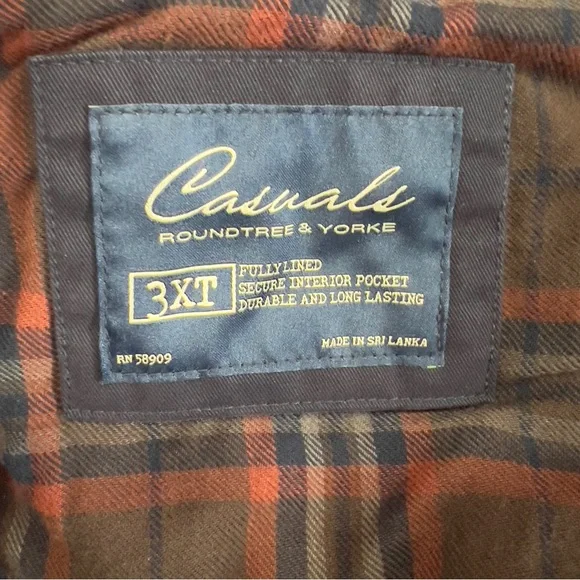 Casuals
ROUNDTREE & YORKE
3XT
FULLY LINED
SECURE INTERIOR POCKET
DURABLE AND LONG LASTING
RN 58909
MADE IN SRI LANKA